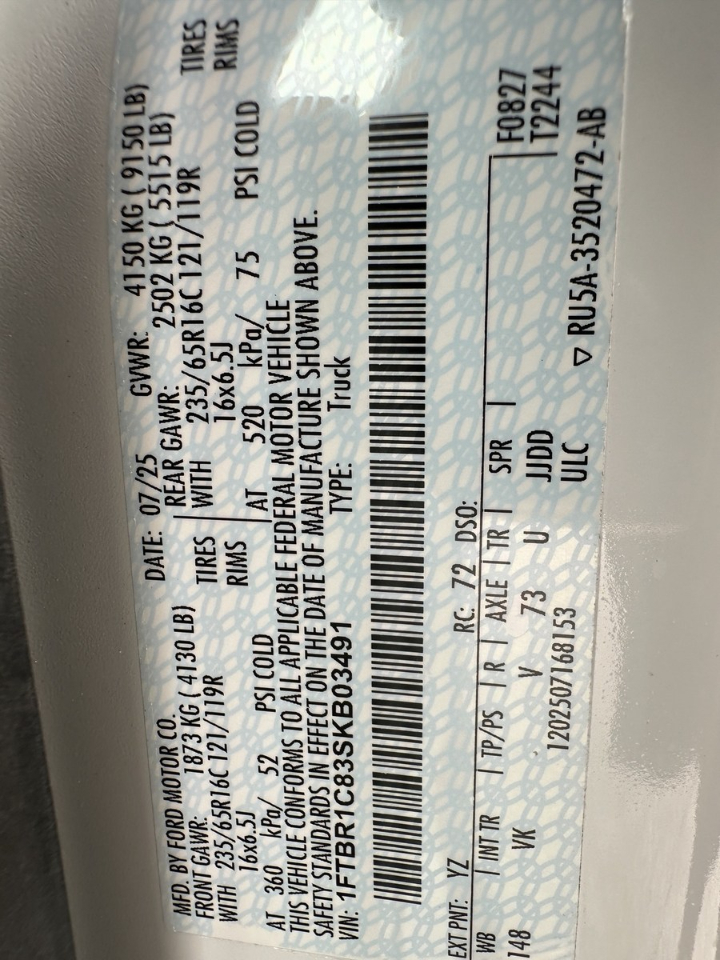 MFD. BY FORD MOTOR CO. DATE: 07/25 GVWR: 4150 KG ( 9150 LB)
FRONT GAWR: 1873 KG ( 4130 LB) REAR GAWR: 2502 KG ( 5515 LB)
WITH 235/65R16C 121/119R TIRES WITH 235/65R16C 121/119R TIRES
16x6.5J RIMS 16x6.5J RIMS
AT 360 kPa/ 52 PSI COLD AT 520 kPa/ 75 PSI COLD
THIS VEHICLE CONFORMS TO ALL APPLICABLE FEDERAL MOTOR VEHICLE
SAFETY STANDARDS IN EFFECT ON THE DATE OF MANUFACTURE SHOWN ABOVE.
VIN: 1FTBR1C83SKB03491 TYPE: Truck
EXT PNT: YZ RC: 72 DSO: F0827
WB INT TR TP/PS R AXLE TR SPR T2244
148 VK V 73 U JJDD
1202507168153 ULC ▽ RU5A-3520472-AB